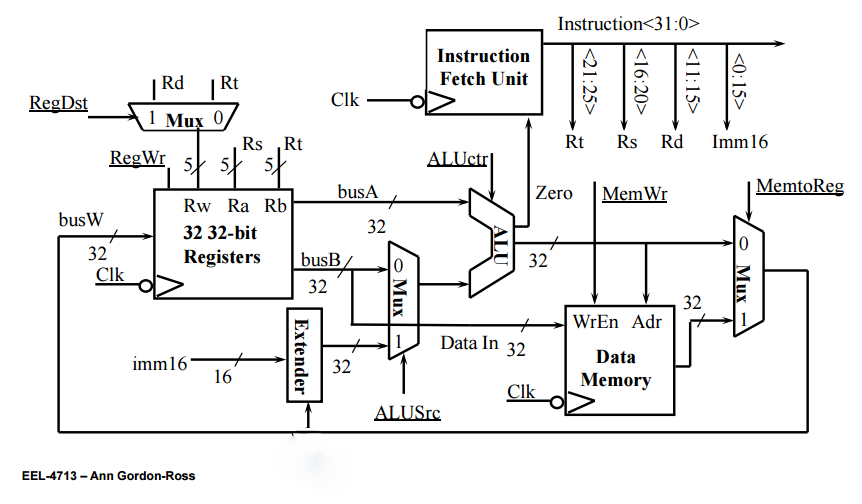 Instruction<31:0>
Instruction
Fetch Unit
Clk
<21:25>
<16:20>
<11:15>
<0:15>
Rt
Rs
Rd
Imm16
Rd
Rt
RegDst
1 Mux 0
RegWr
5
5
5
Rs
Rt
ALUctr
Zero
MemWr
MemtoReg
busW
32
Rw Ra Rb
32 32-bit
Registers
Clk
busA
32
busB
32
0
Mux
1
ALU
32
0
Mux
1
imm16
16
Extender
32
Data In
32
WrEn Adr
Data
Memory
32
Clk
ALUSrc
EEL-4713 – Ann Gordon-Ross